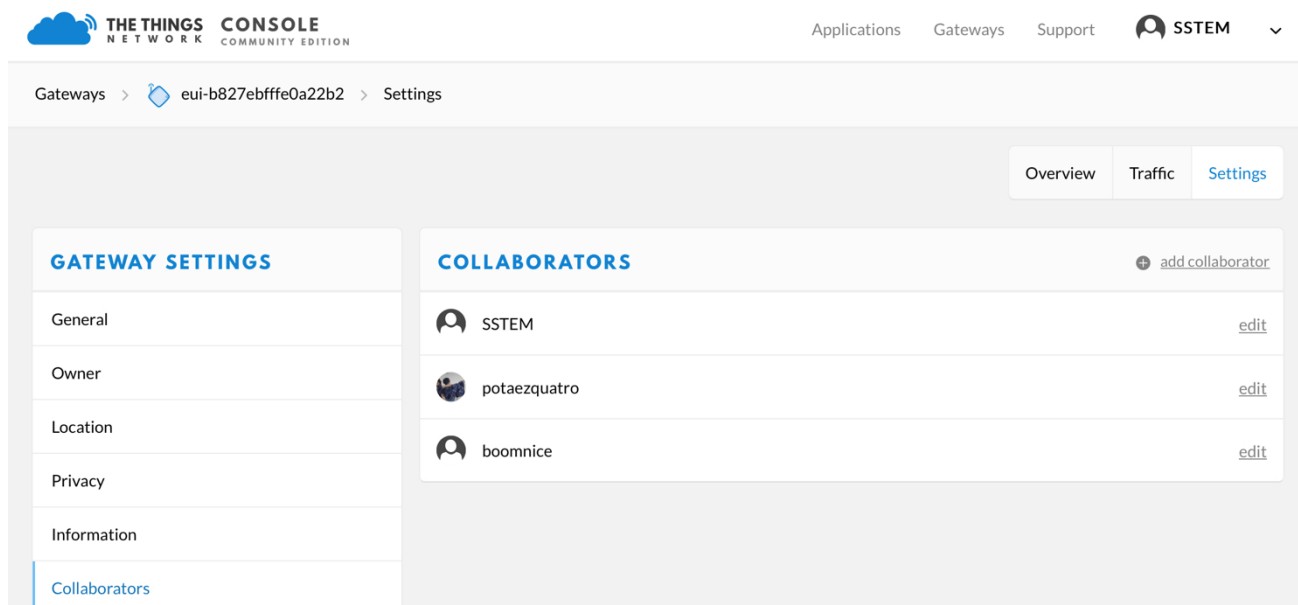 THE THINGS NETWORK CONSOLE COMMUNITY EDITION
Applications Gateways Support SSTEM
Gateways > eui-b827ebfffe0a22b2 > Settings
Overview Traffic Settings
GATEWAY SETTINGS
General
Owner
Location
Privacy
Information
Collaborators
COLLABORATORS
add collaborator
SSTEM edit
potaezquatro edit
boomnice edit